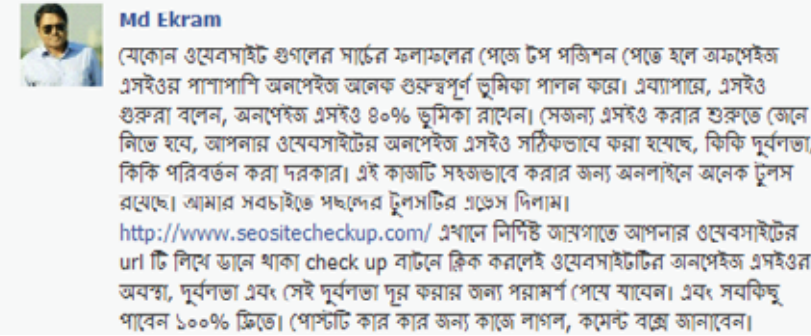 Md Ekram
যেকোন ওয়েবসাইট গুগলের সার্চের ফলাফলের পেজে টপ পজিশন পেতে হলে অফপেইজ
এসইওর পাশাপাশি অনপেইজ অনেক গুরুত্বপূর্ণ ভুমিকা পালন করে। এব্যাপারে, এসইও
গুরুরা বলেন, অনপেইজ এসইও ৪০% ভুমিকা রাখেন। সেজন্য এসইও করার শুরুতে জেনে
নিতে হবে, আপনার ওয়েবসাইটের অনপেইজ এসইও সঠিকভাবে করা হয়েছে, কিকি দুর্বলতা,
কিকি পরিবর্তন করা দরকার। এই কাজটি সহজভাবে করার জন্য অনলাইনে অনেক টুলস
রয়েছে। আমার সবচাইতে পছন্দের টুলসটির এড্রেস দিলাম।
http://www.seositecheckup.com/ এখানে নির্দিষ্ট জায়গাতে আপনার ওয়েবসাইটের
url টি লিখে ডানে থাকা check up বাটনে ক্লিক করলেই ওয়েবসাইটটির অনপেইজ এসইওর
অবস্থা, দুর্বলতা এবং সেই দুর্বলতা দূর করার জন্য পরামর্শ পেয়ে যাবেন। এবং সবকিছু
পাবেন ১০০% ফ্রিতে। পোস্টটি কার কার জন্য কাজে লাগল, কমেন্ট বক্সে জানাবেন।